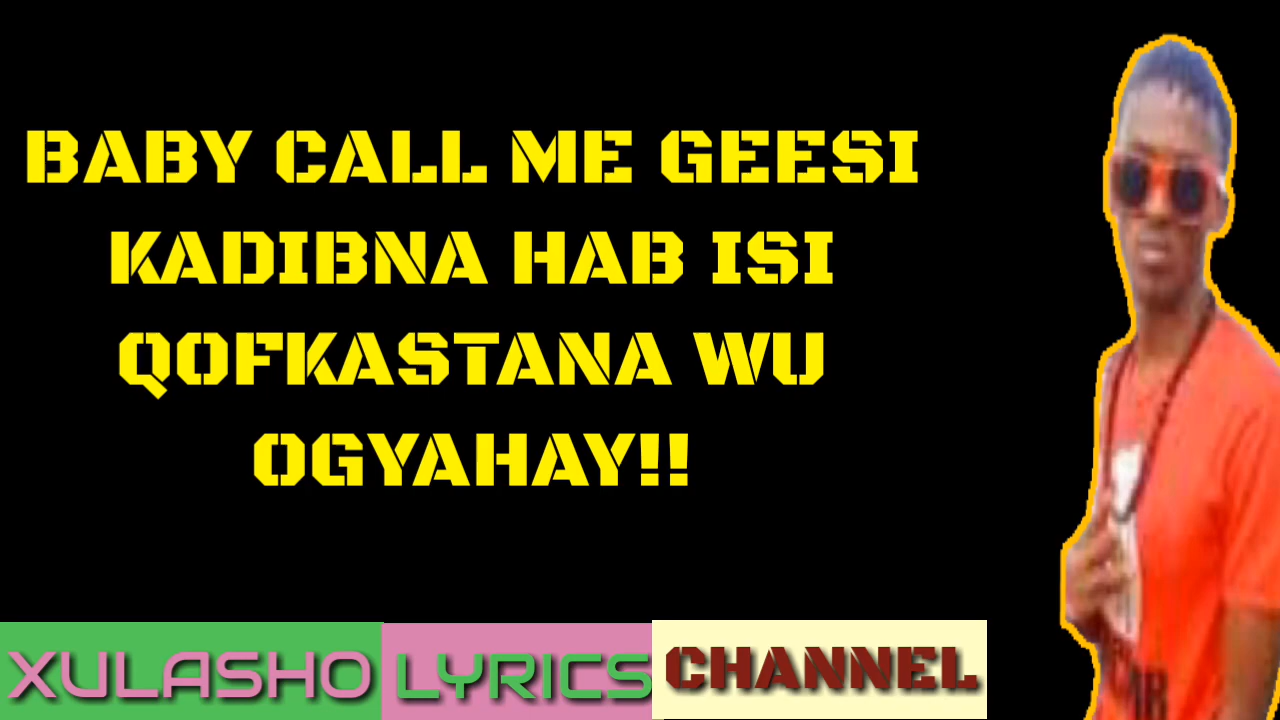 BABY CALL ME GEESI
KADIBNA HAB ISI
QOFKASTANA WU
OGYAHAY!!
XULASHO LYRICS CHANNEL